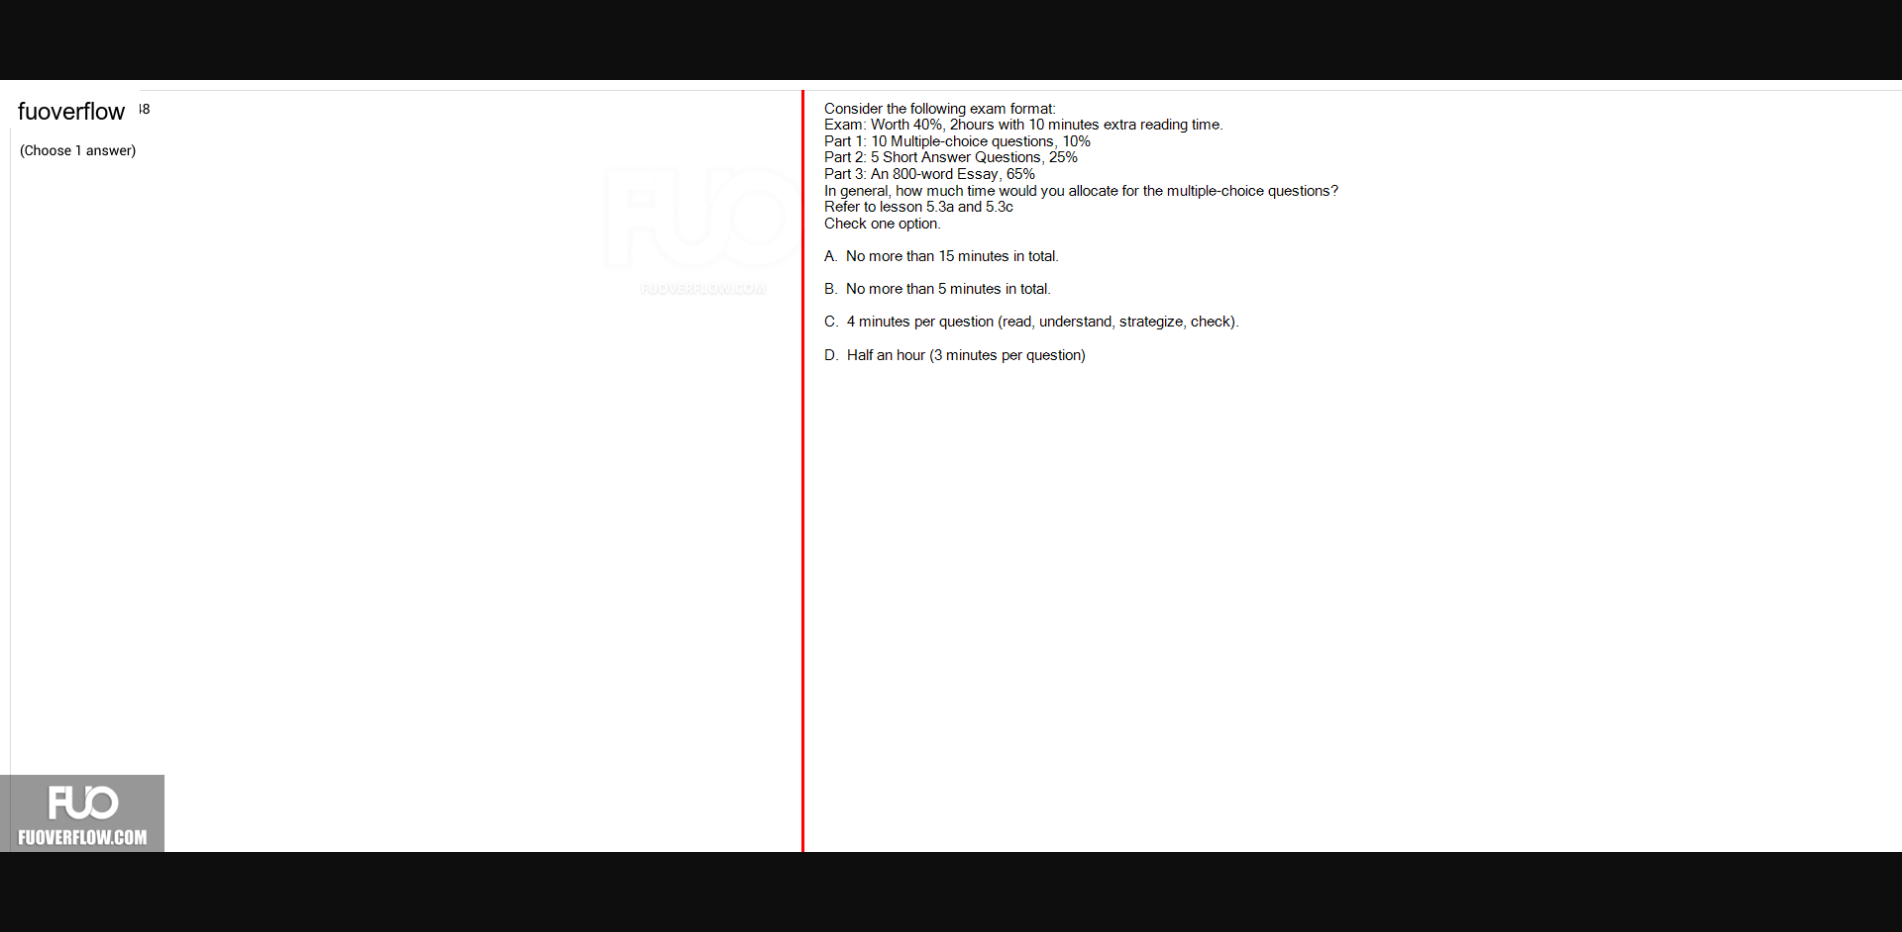 fuoverflow
(Choose 1 answer)
FUO
FUOVERFLOW.COM
Consider the following exam format:
Exam: Worth 40%, 2hours with 10 minutes extra reading time.
Part 1: 10 Multiple-choice questions, 10%
Part 2: 5 Short Answer Questions, 25%
Part 3: An 800-word Essay, 65%
In general, how much time would you allocate for the multiple-choice questions?
Refer to lesson 5.3a and 5.3c
Check one option.
A. No more than 15 minutes in total.
B. No more than 5 minutes in total.
C. 4 minutes per question (read, understand, strategize, check).
D. Half an hour (3 minutes per question)
FUO
FUOVERFLOW.COM